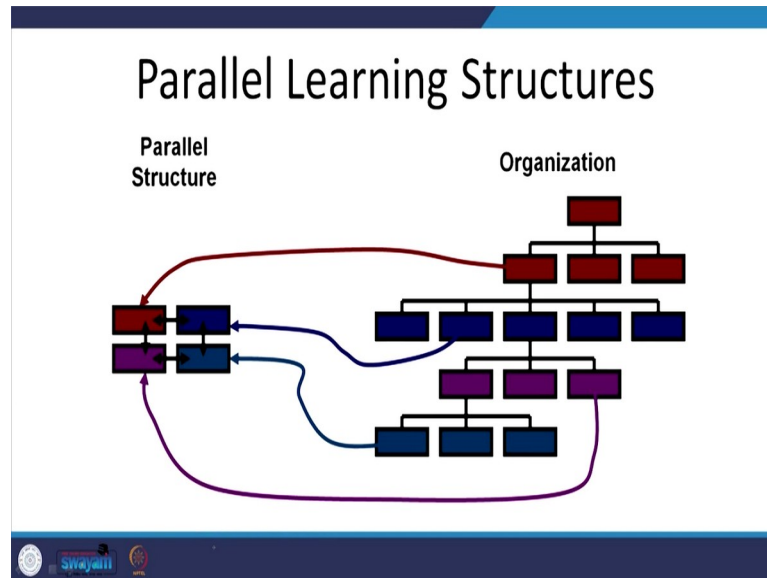 Parallel Learning Structures
Parallel
Structure
Organization
swayam